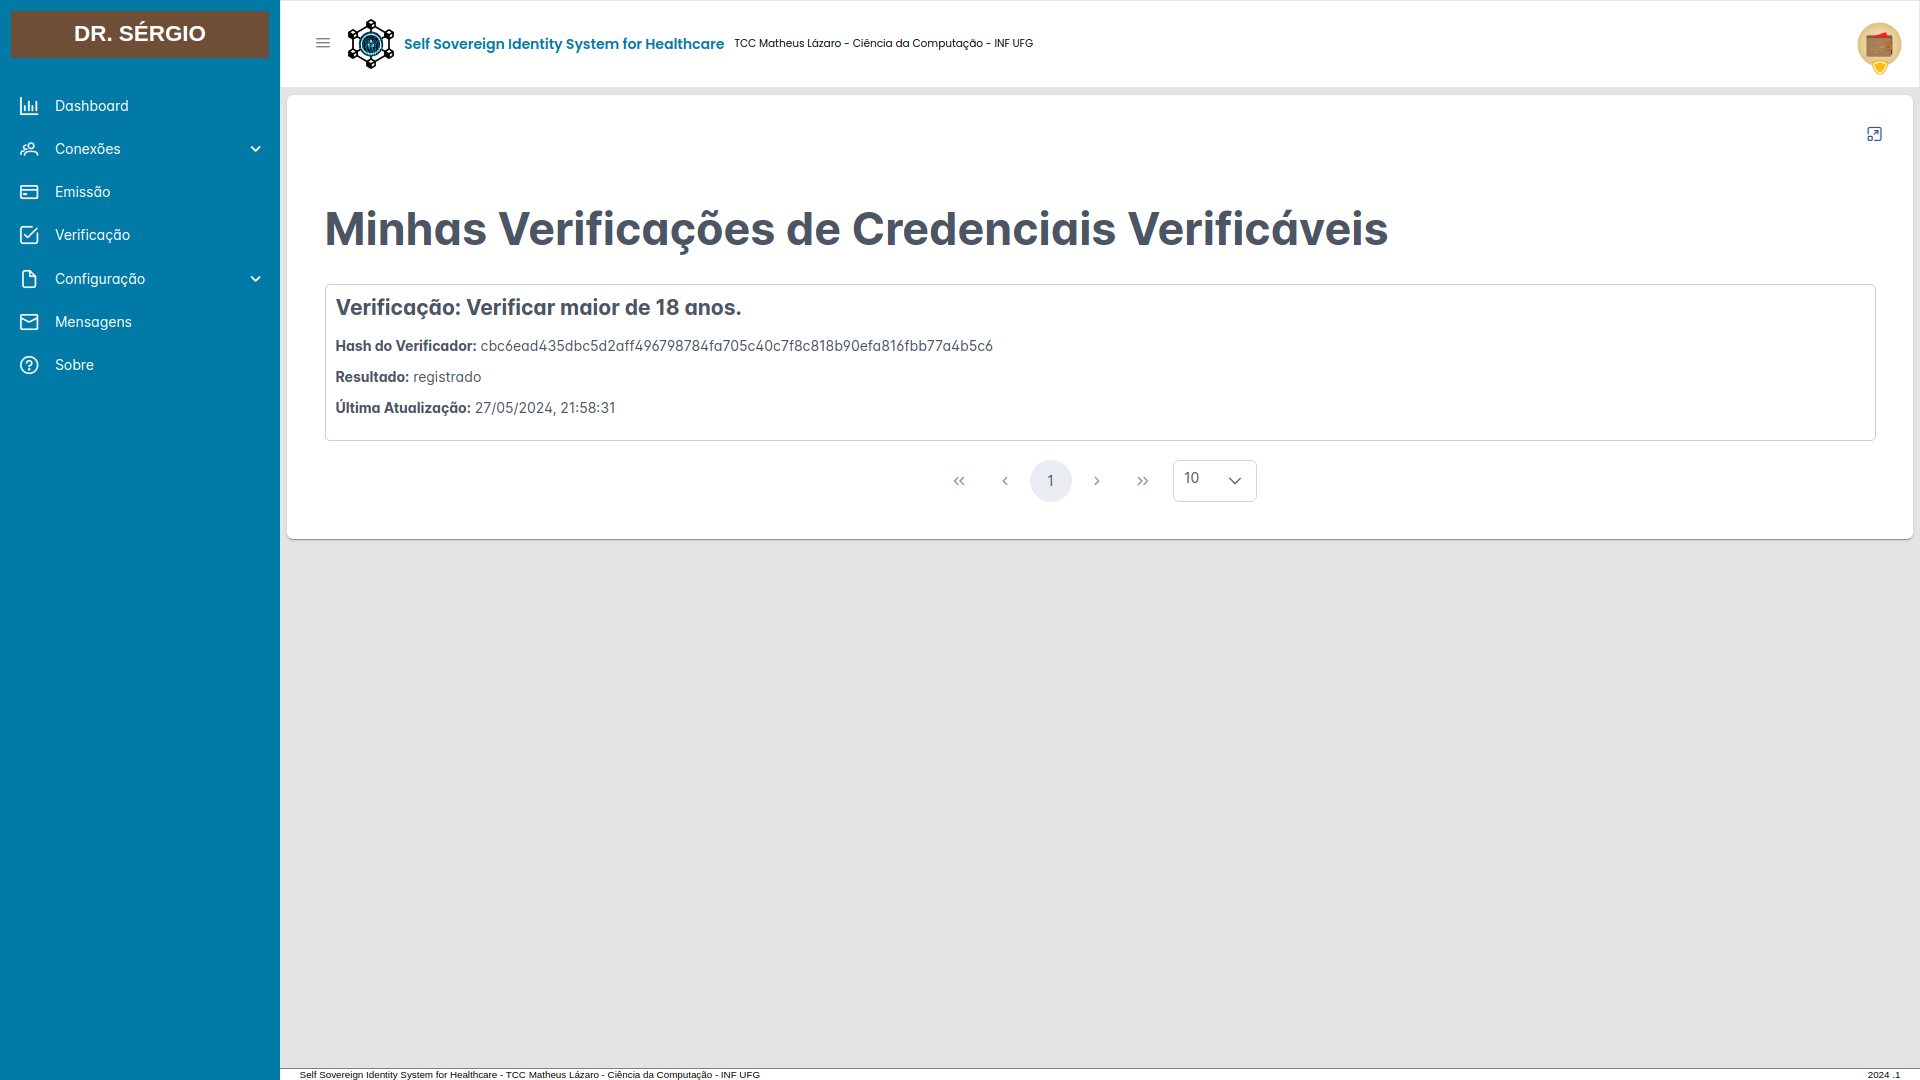 DR. SÉRGIO
Dashboard
Conexões
Emissão
Verificação
Configuração
Mensagens
Sobre
Self Sovereign Identity System for Healthcare TCC Matheus Lázaro - Ciência da Computação - INF UFG
Minhas Verificações de Credenciais Verificáveis
Verificação: Verificar maior de 18 anos.
Hash do Verificador: cbc6ead435dbc5d2aff496798784fa705c40c7f8c818b90efa816fbb77a4b5c6
Resultado: registrado
Última Atualização: 27/05/2024, 21:58:31
1 10
Self Sovereign Identity System for Healthcare - TCC Matheus Lázaro - Ciência da Computação - INF UFG 2024 .1